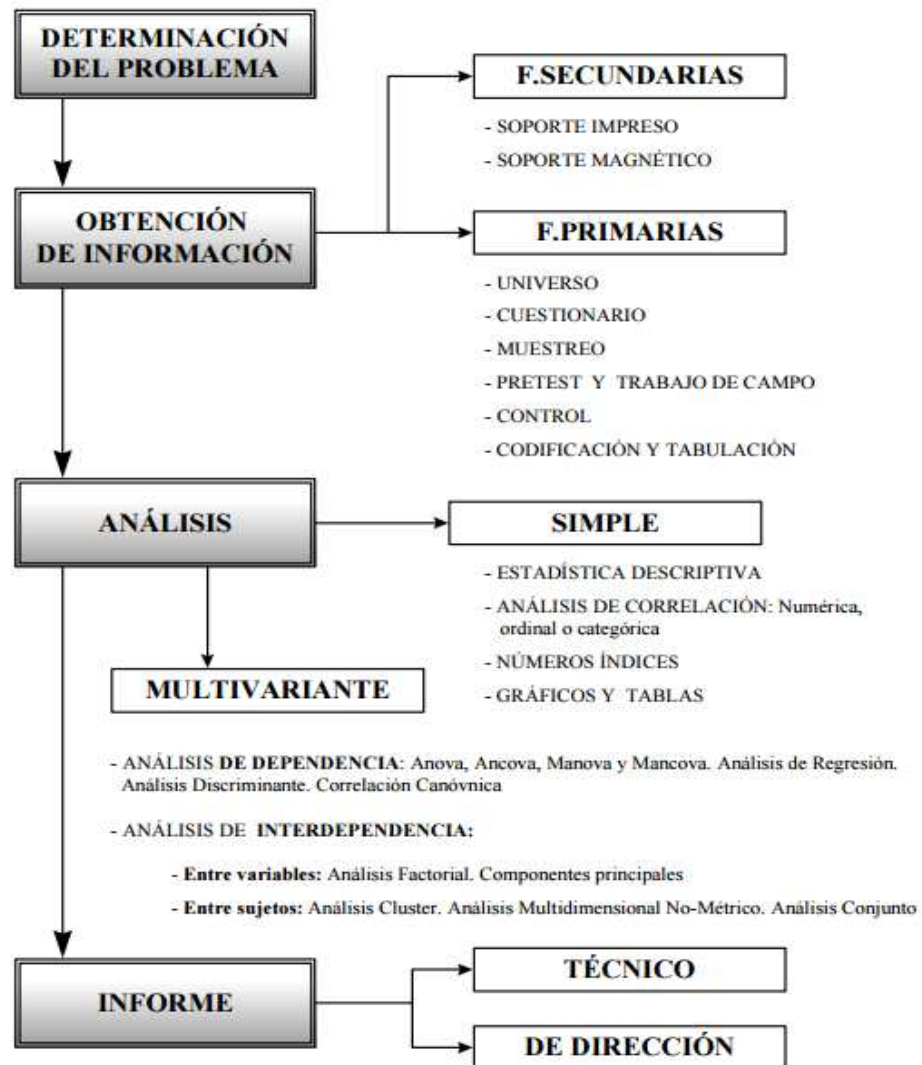 DETERMINACIÓN
DEL PROBLEMA
F.SECUNDARIAS
- SOPORTE IMPRESO
- SOPORTE MAGNÉTICO
OBTENCIÓN
DE INFORMACIÓN
F.PRIMARIAS
- UNIVERSO
- CUESTIONARIO
- MUESTREO
- PRETEST Y TRABAJO DE CAMPO
- CONTROL
- CODIFICACIÓN Y TABULACIÓN
ANÁLISIS
SIMPLE
- ESTADÍSTICA DESCRIPTIVA
- ANÁLISIS DE CORRELACIÓN: Numérica,
ordinal o categórica
- NÚMEROS ÍNDICES
- GRÁFICOS Y TABLAS
MULTIVARIANTE
- ANÁLISIS DE DEPENDENCIA: Anova, Ancova, Manova y Mancova. Análisis de Regresión.
Análisis Discriminante. Correlación Canóvnica
- ANÁLISIS DE INTERDEPENDENCIA:
- Entre variables: Análisis Factorial. Componentes principales
- Entre sujetos: Análisis Cluster. Análisis Multidimensional No-Métrico. Análisis Conjunto
INFORME
TÉCNICO
DE DIRECCIÓN